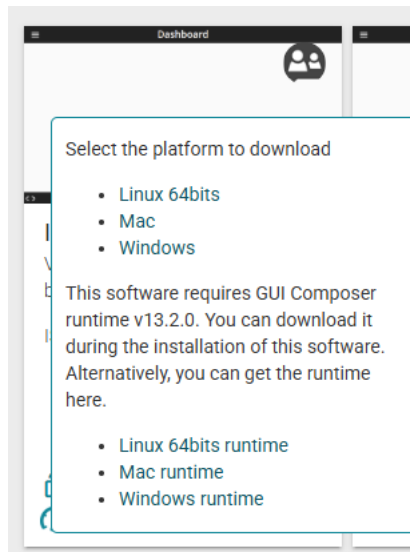 Dashboard
Select the platform to download
Linux 64bits
Mac
Windows
This software requires GUI Composer
runtime v13.2.0. You can download it
during the installation of this software.
Alternatively, you can get the runtime
here.
Linux 64bits runtime
Mac runtime
Windows runtime